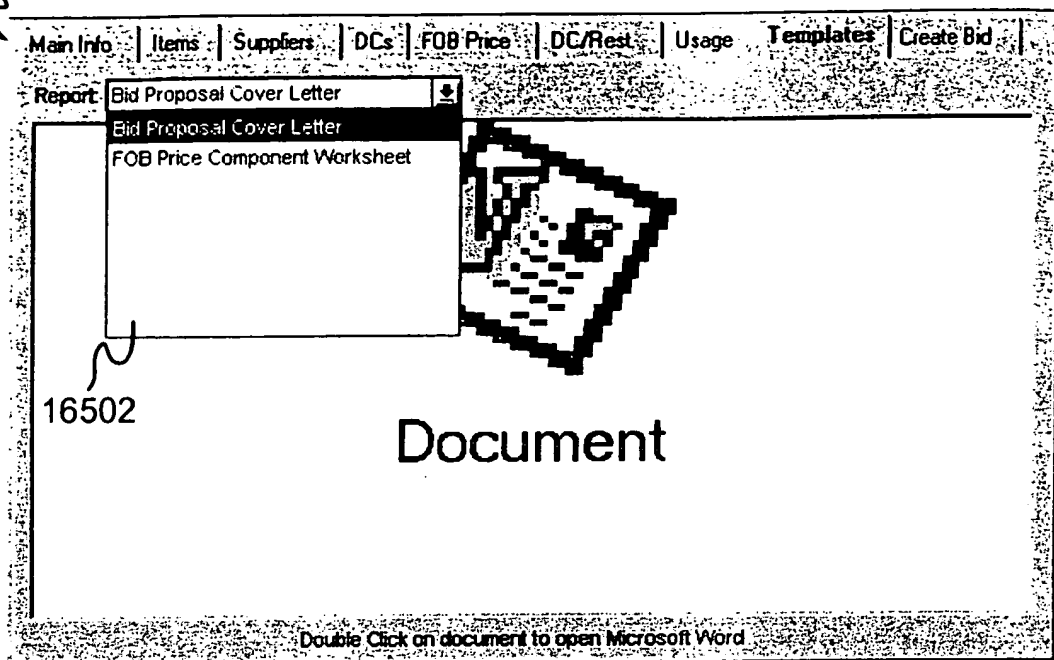 Main Info Items Suppliers DCs FOB Price DC/Rest. Usage Templates Create Bid
Report: Bid Proposal Cover Letter
Bid Proposal Cover Letter
FOB Price Component Worksheet
16502
Document
Double Click on document to open Microsoft Word